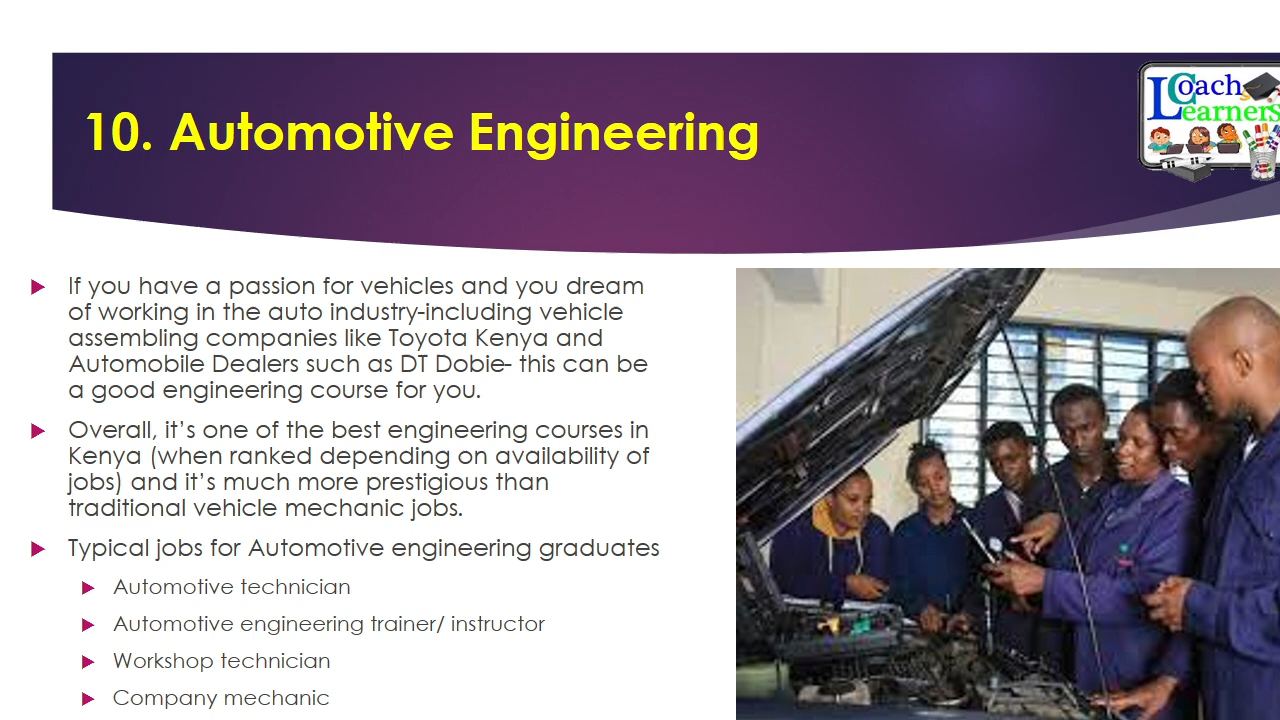 10. Automotive Engineering
Coach
Learners
If you have a passion for vehicles and you dream
of working in the auto industry-including vehicle
assembling companies like Toyota Kenya and
Automobile Dealers such as DT Dobie- this can be
a good engineering course for you.
Overall, it’s one of the best engineering courses in
Kenya (when ranked depending on availability of
jobs) and it’s much more prestigious than
traditional vehicle mechanic jobs.
Typical jobs for Automotive engineering graduates
Automotive technician
Automotive engineering trainer/ instructor
Workshop technician
Company mechanic